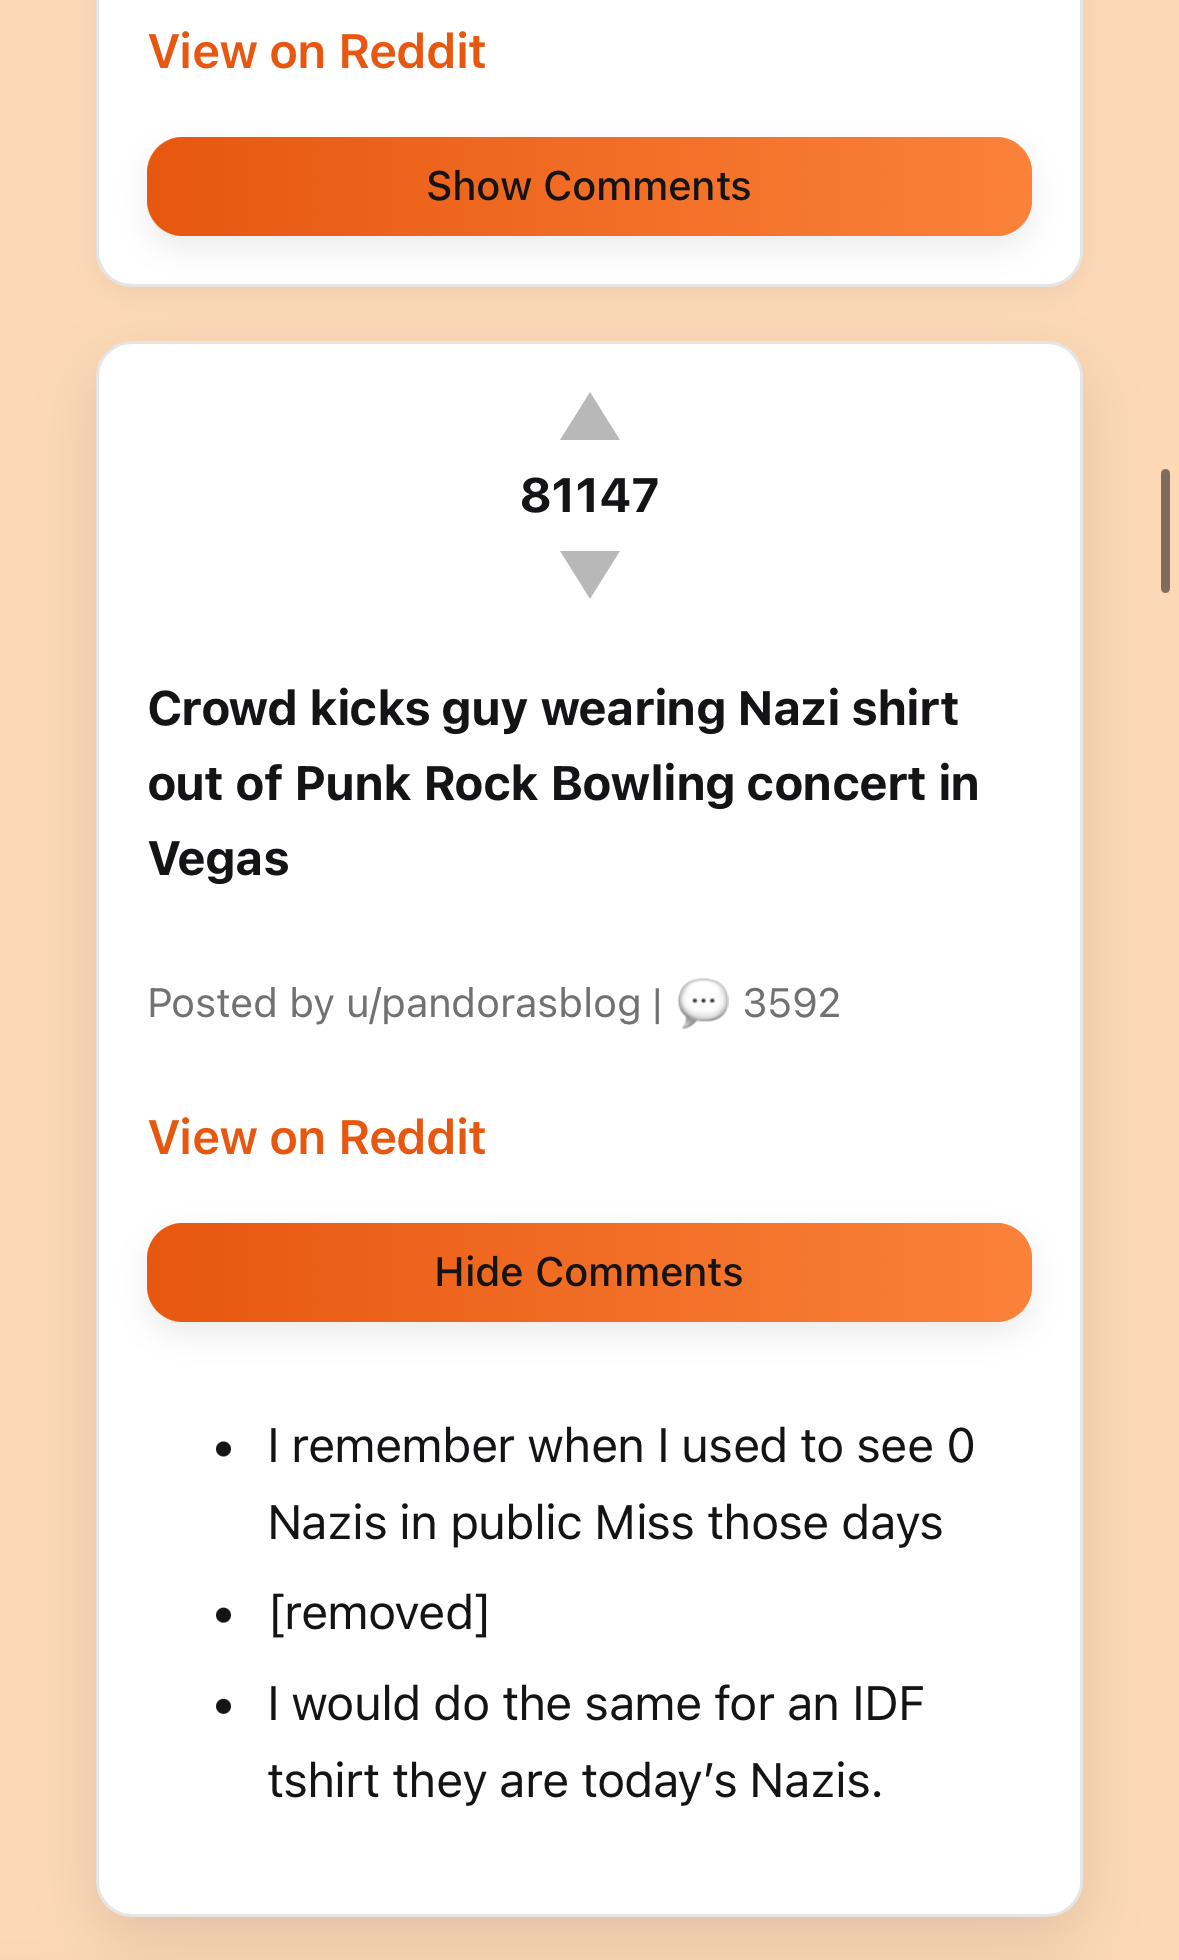 View on Reddit
Show Comments
81147
Crowd kicks guy wearing Nazi shirt
out of Punk Rock Bowling concert in
Vegas
Posted by u/pandorasblog | 💬 3592
View on Reddit
Hide Comments
• I remember when I used to see 0
Nazis in public Miss those days
• [removed]
• I would do the same for an IDF
tshirt they are today’s Nazis.